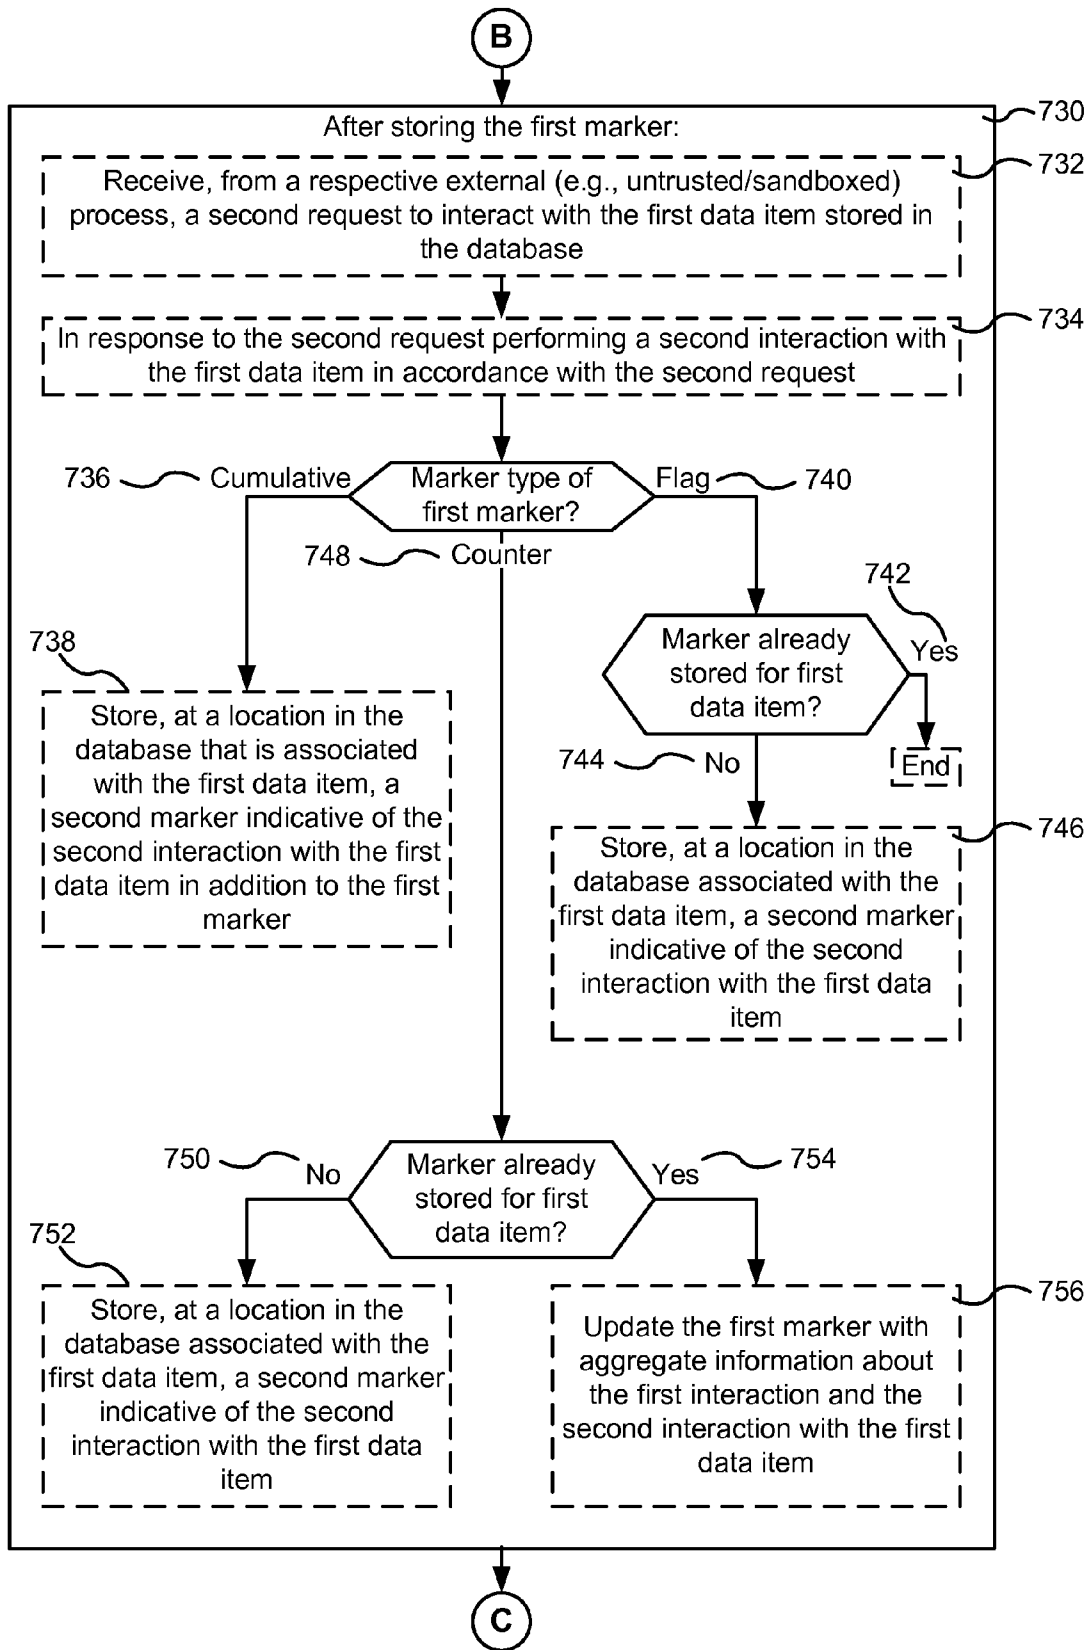 B
After storing the first marker:
730
Receive, from a respective external (e.g., untrusted/sandboxed)
process, a second request to interact with the first data item stored in
the database
732
In response to the second request performing a second interaction with
the first data item in accordance with the second request
734
Marker type of
first marker?
736
Cumulative
Flag
740
748
Counter
738
Store, at a location in the
database that is associated
with the first data item, a
second marker indicative of the
second interaction with the first
data item in addition to the first
marker
Marker already
stored for first
data item?
742
Yes
End
744
No
746
Store, at a location in the
database associated with the
first data item, a second marker
indicative of the second
interaction with the first data
item
Marker already
stored for first
data item?
750
No
Yes
754
752
Store, at a location in the
database associated with the
first data item, a second marker
indicative of the second
interaction with the first data
item
756
Update the first marker with
aggregate information about
the first interaction and the
second interaction with the first
data item
C